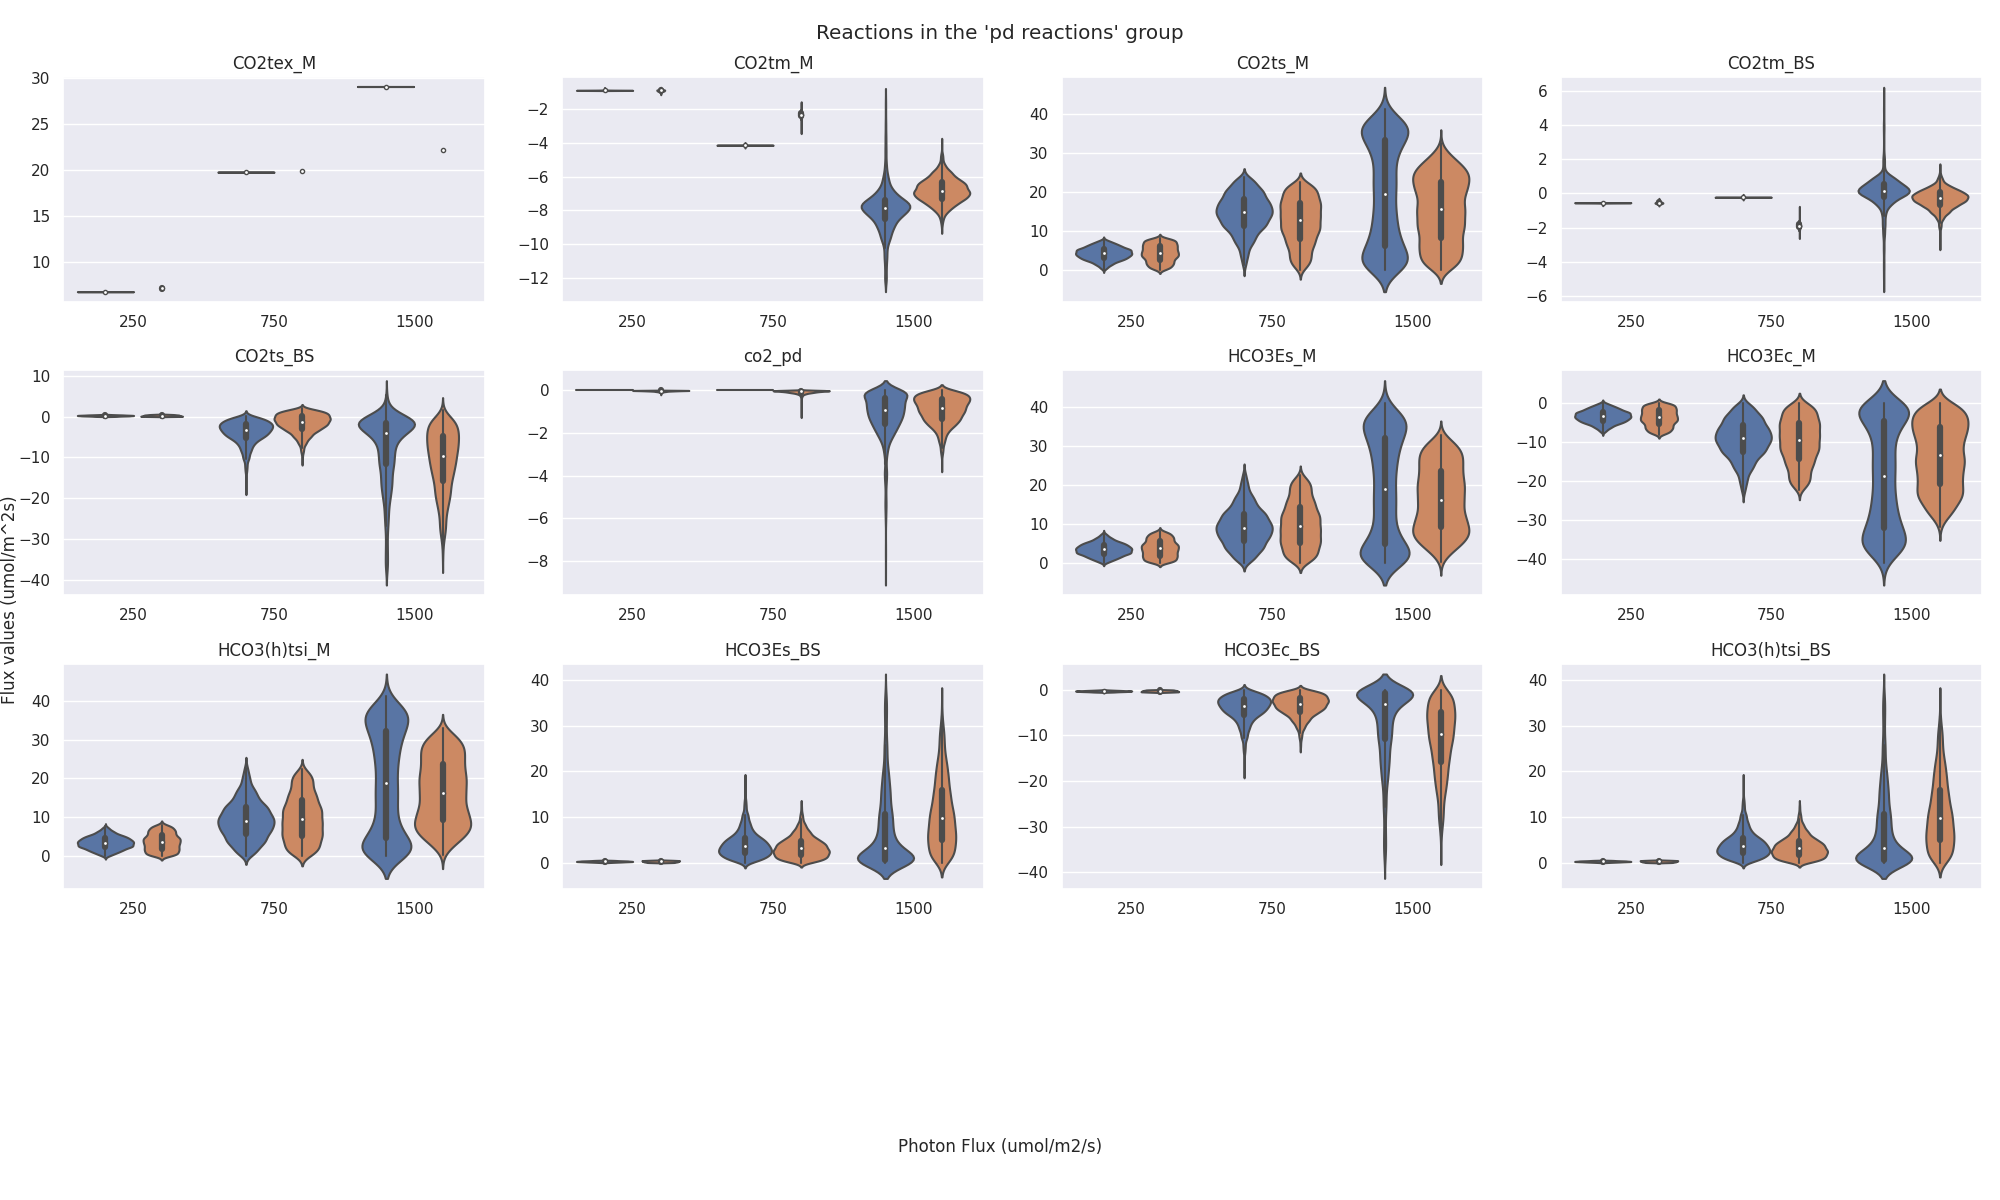 Reactions in the 'pd reactions' group
CO2tex_M CO2tm_M CO2ts_M CO2tm_BS
30 25 20 15 10
−2 −4 −6 −8 −10 −12
40 30 20 10 0
6 4 2 0 −2 −4 −6
250 750 1500 250 750 1500 250 750 1500 250 750 1500
CO2ts_BS co2_pd HCO3Es_M HCO3Ec_M
10 0 −10 −20 −30 −40
0 −2 −4 −6 −8
40 30 20 10 0
0 −10 −20 −30 −40
250 750 1500 250 750 1500 250 750 1500 250 750 1500
Flux values (umol/m^2s)
HCO3(h)tsi_M HCO3Es_BS HCO3Ec_BS HCO3(h)tsi_BS
40 30 20 10 0
40 30 20 10 0
0 −10 −20 −30 −40
40 30 20 10 0
250 750 1500 250 750 1500 250 750 1500 250 750 1500
Photon Flux (umol/m2/s)